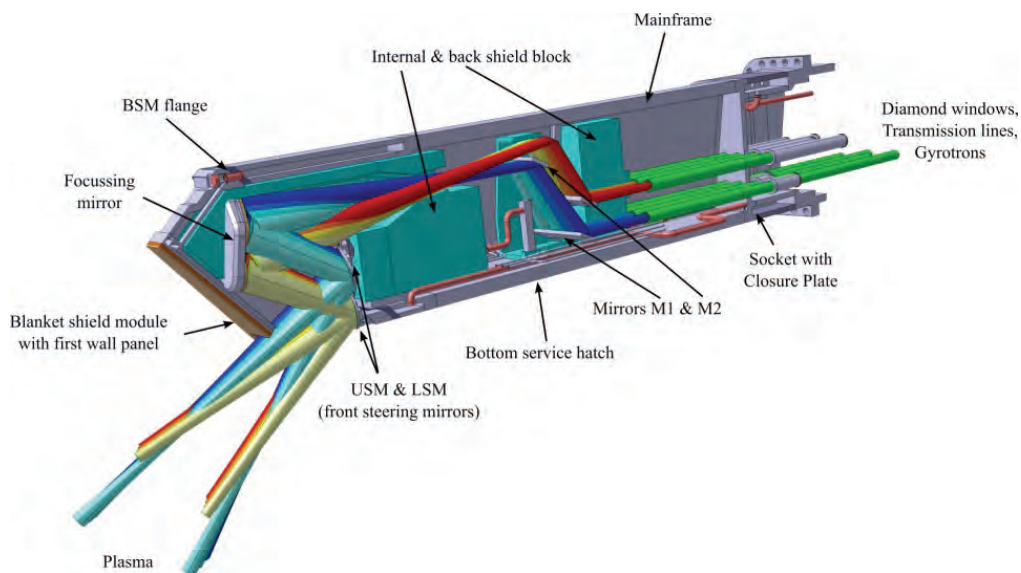 Mainframe
Internal & back shield block
BSM flange
Diamond windows,
Transmission lines,
Gyrotrons
Focussing
mirror
Socket with
Closure Plate
Mirrors M1 & M2
Blanket shield module
with first wall panel
Bottom service hatch
USM & LSM
(front steering mirrors)
Plasma